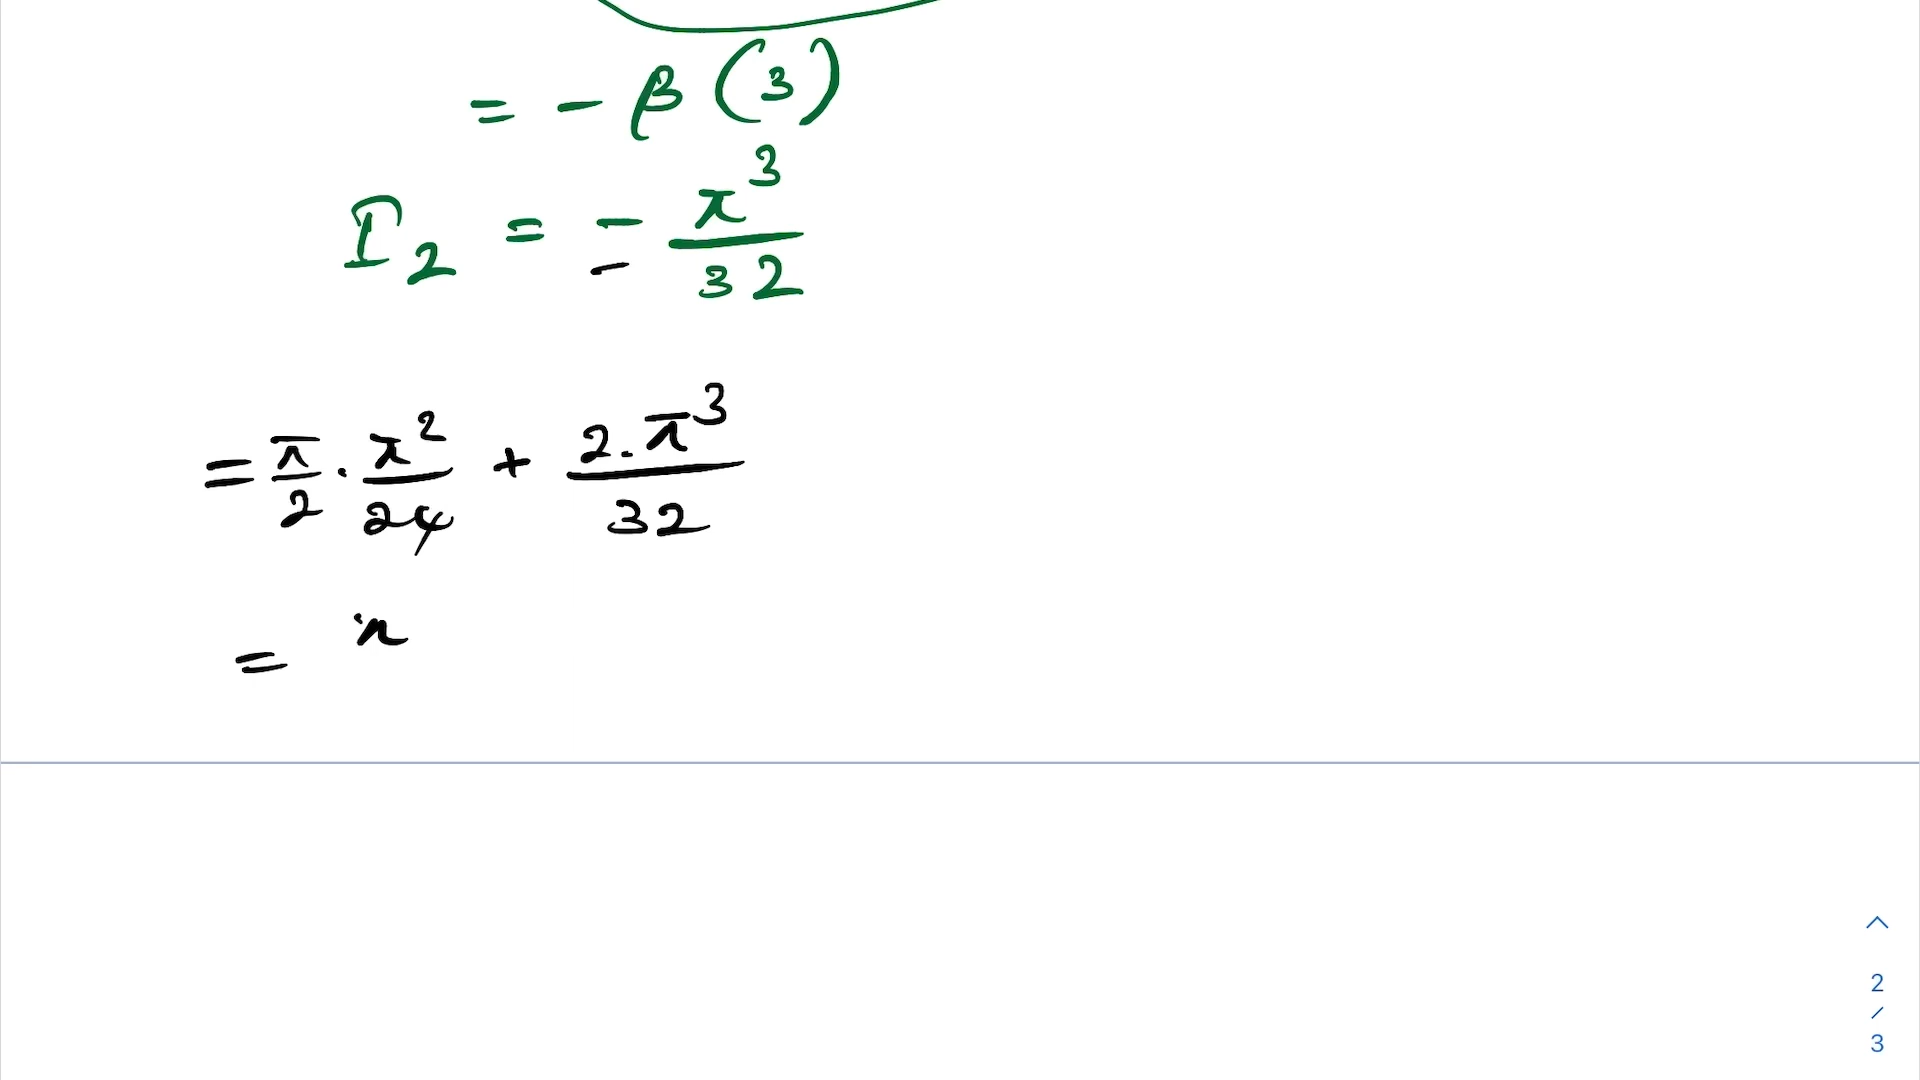 = - β (3)
I₂ = - π³/32
= π/2 · π²/24 + 2.π³/32
=
2
/
3